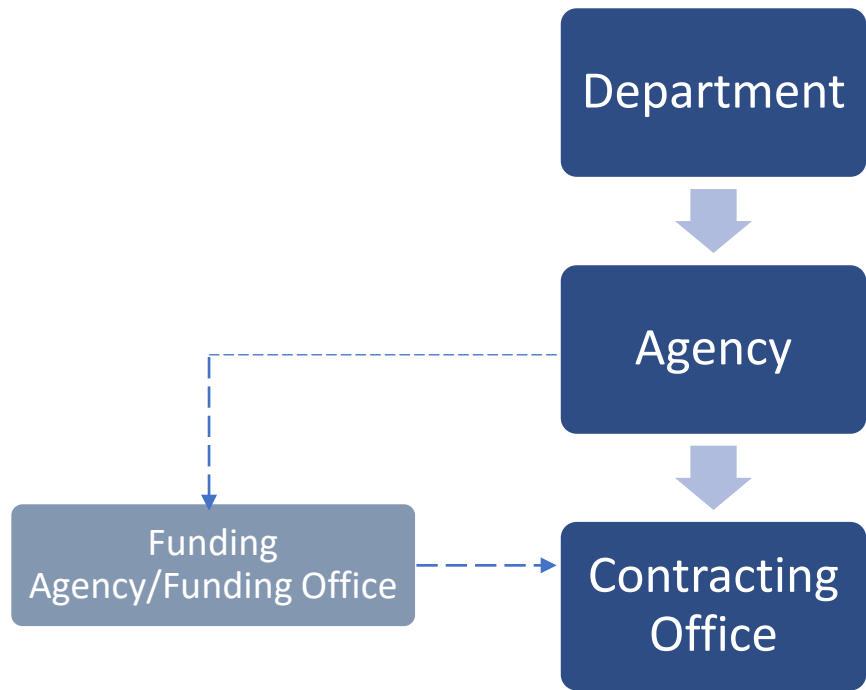 Department
Agency
Funding
Agency/Funding Office
Contracting
Office